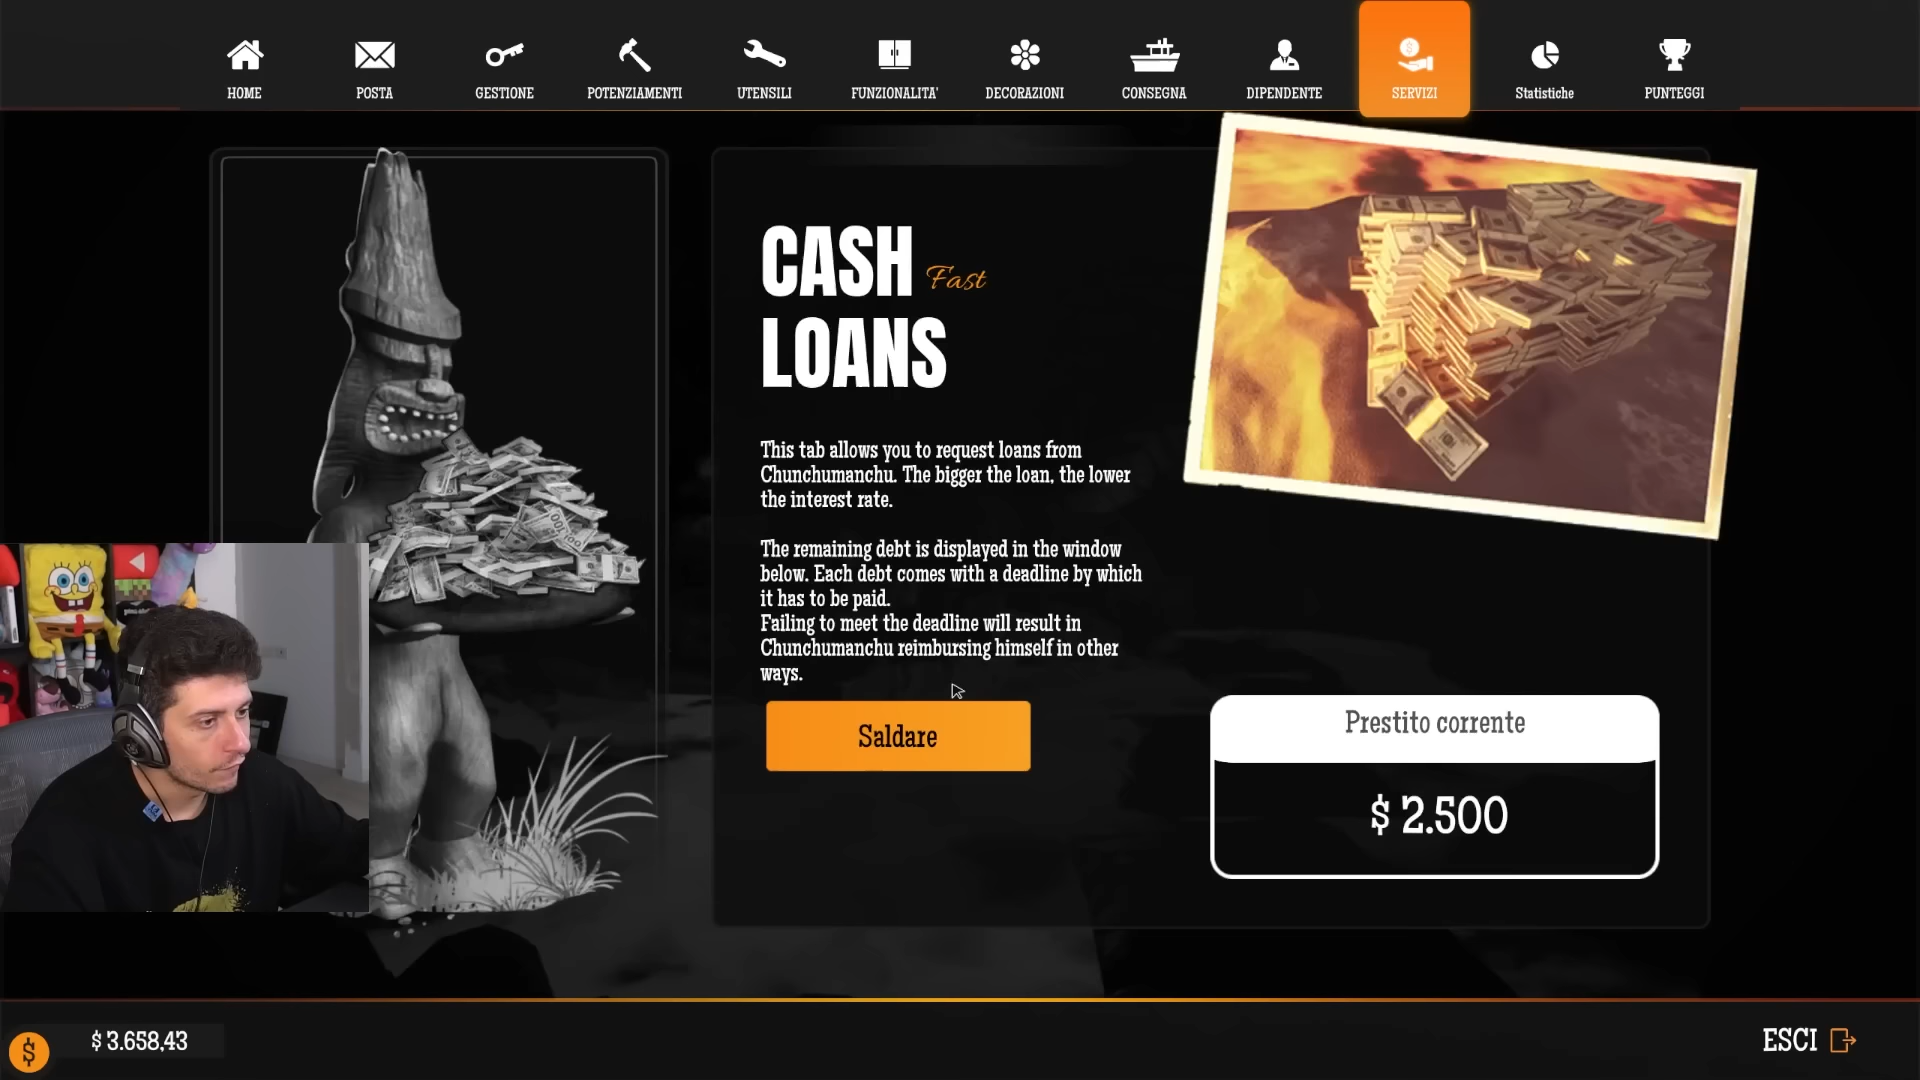 HOME
POSTA
GESTIONE
POTENZIAMENTI
UTENSILI
FUNZIONALITA'
DECORAZIONI
CONSEGNA
DIPENDENTE
SERVIZI
Statistiche
PUNTEGGI
CASH Fast
LOANS
This tab allows you to request loans from
Chunchumanchu. The bigger the loan, the lower
the interest rate.
The remaining debt is displayed in the window
below. Each debt comes with a deadline by which
it has to be paid.
Failing to meet the deadline will result in
Chunchumanchu reimbursing himself in other
ways.
Saldare
Prestito corrente
$ 2.500
$ 3.658,43
ESCI